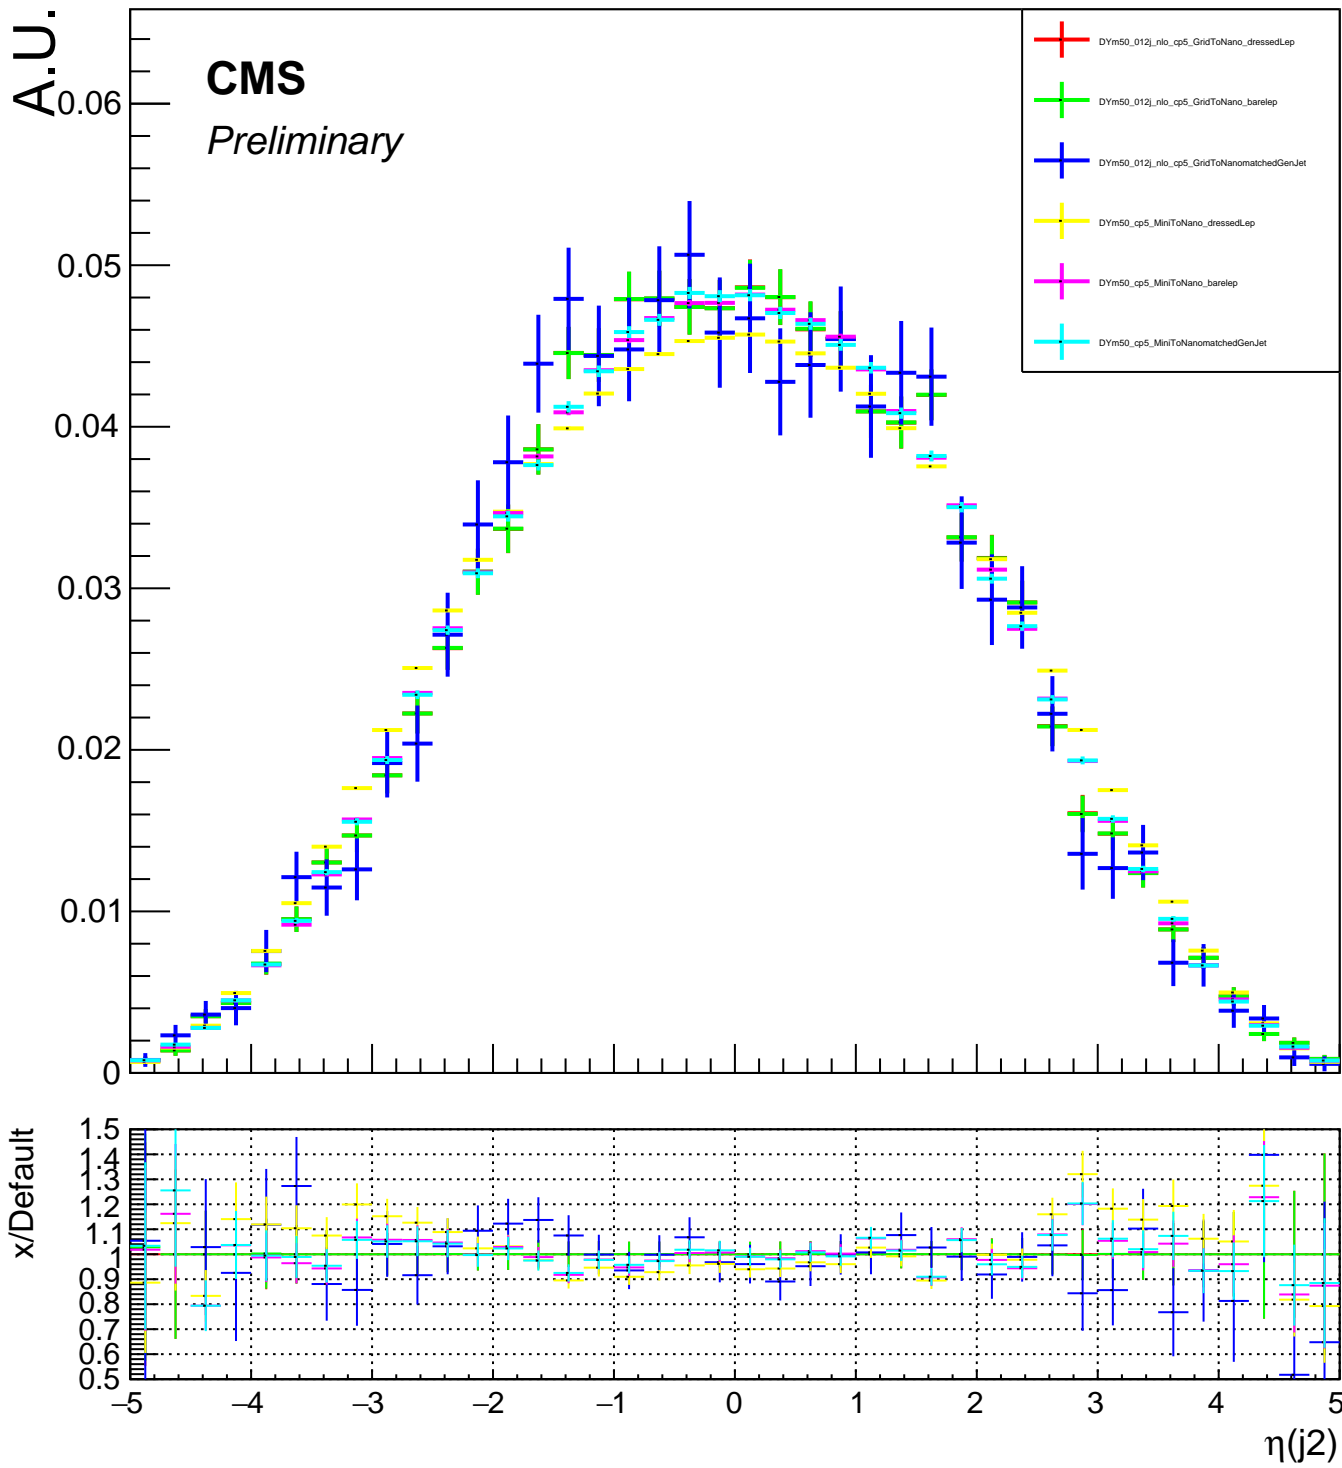 A.U.
CMS
Preliminary
DYm50_012j_nlo_cp5_GridToNano_dressedLep
DYm50_012j_nlo_cp5_GridToNano_barelep
DYm50_012j_nlo_cp5_GridToNanomatchedGenJet
DYm50_cp5_MiniToNano_dressedLep
DYm50_cp5_MiniToNano_barelep
DYm50_cp5_MiniToNanomatchedGenJet
0.06
0.05
0.04
0.03
0.02
0.01
0
x/Default
1.5
1.4
1.3
1.2
1.1
1
0.9
0.8
0.7
0.6
0.5
−5 −4 −3 −2 −1 0 1 2 3 4 5
η(j2)